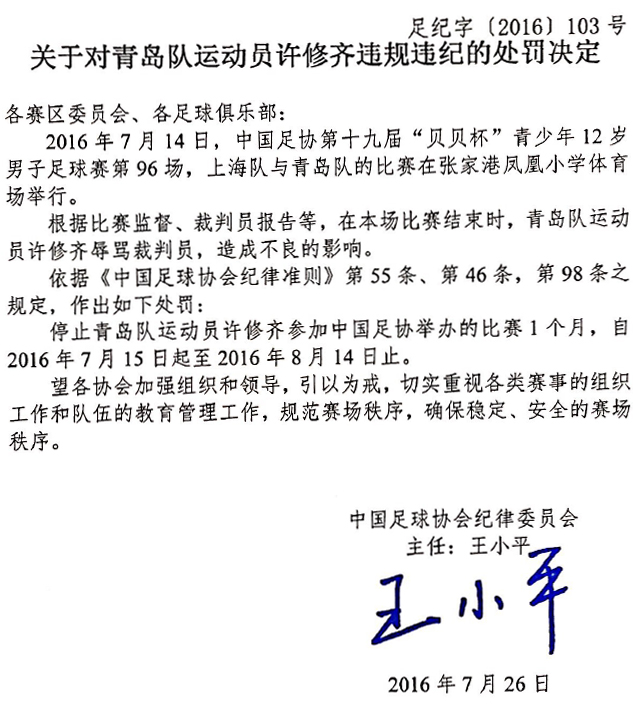 足纪字〔2016〕103 号
关于对青岛队运动员许修齐违规违纪的处罚决定
各赛区委员会、各足球俱乐部：
2016 年 7 月 14 日，中国足协第十九届“贝贝杯”青少年 12 岁
男子足球赛第 96 场，上海队与青岛队的比赛在张家港凤凰小学体育
场举行。
根据比赛监督、裁判员报告等，在本场比赛结束时，青岛队运动
员许修齐辱骂裁判员，造成不良的影响。
依据《中国足球协会纪律准则》第 55 条、第 46 条，第 98 条之
规定，作出如下处罚：
停止青岛队运动员许修齐参加中国足协举办的比赛 1 个月，自
2016 年 7 月 15 日起至 2016 年 8 月 14 日止。
望各协会加强组织和领导，引以为戒，切实重视各类赛事的组织
工作和队伍的教育管理工作，规范赛场秩序，确保稳定、安全的赛场
秩序。
中国足球协会纪律委员会
主任：王小平
王小平
2016 年 7 月 26 日